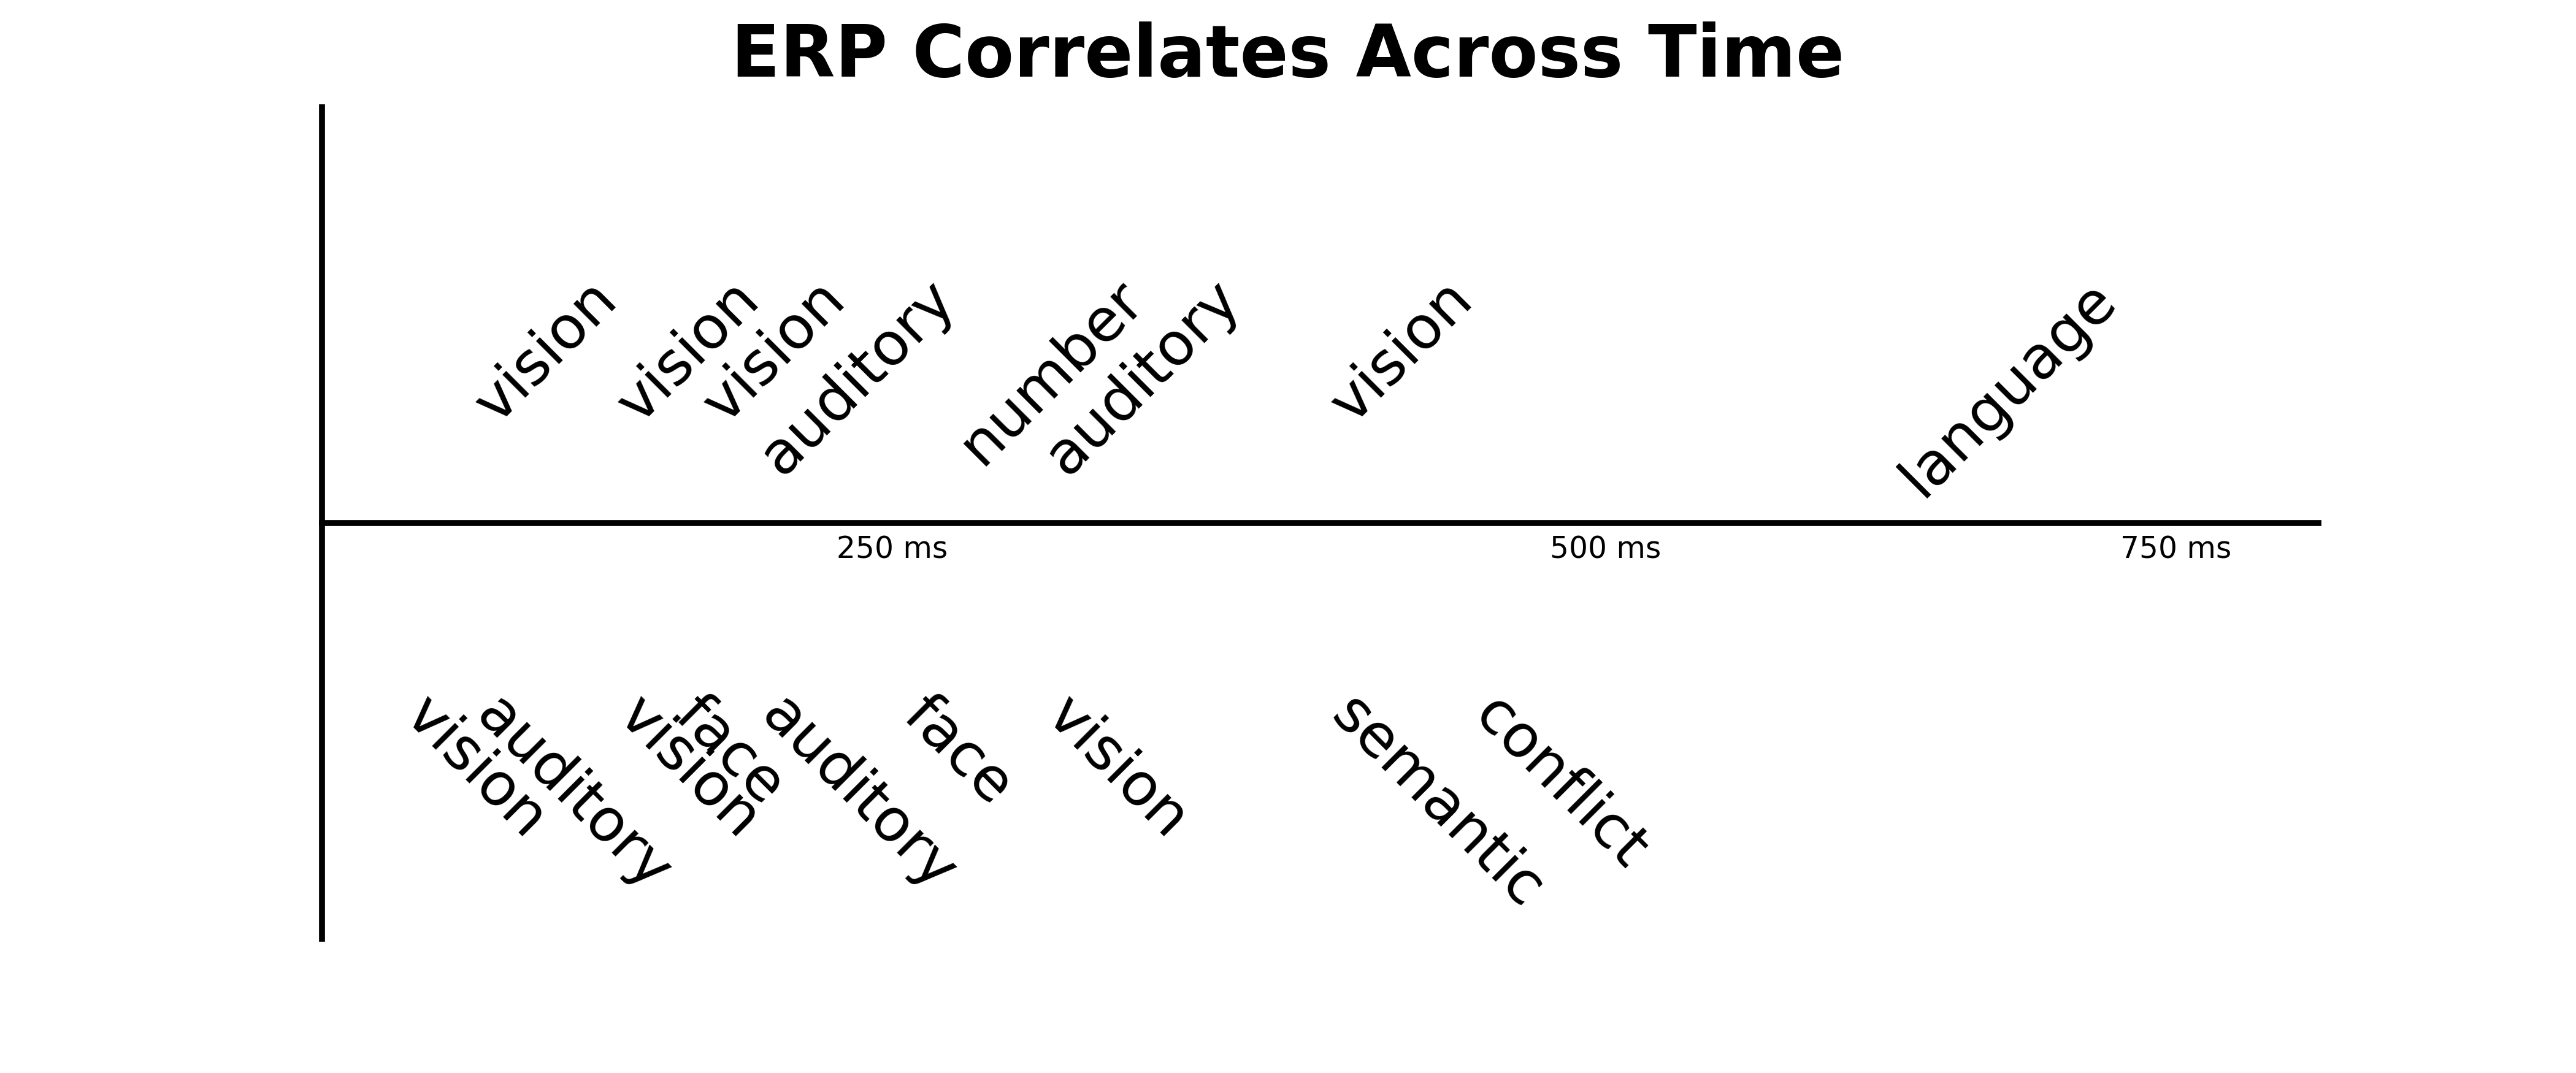 ERP Correlates Across Time
vision
vision
vision
auditory
number
auditory
vision
language
250 ms
500 ms
750 ms
vision
auditory
vision
face
auditory
face
vision
semantic
conflict